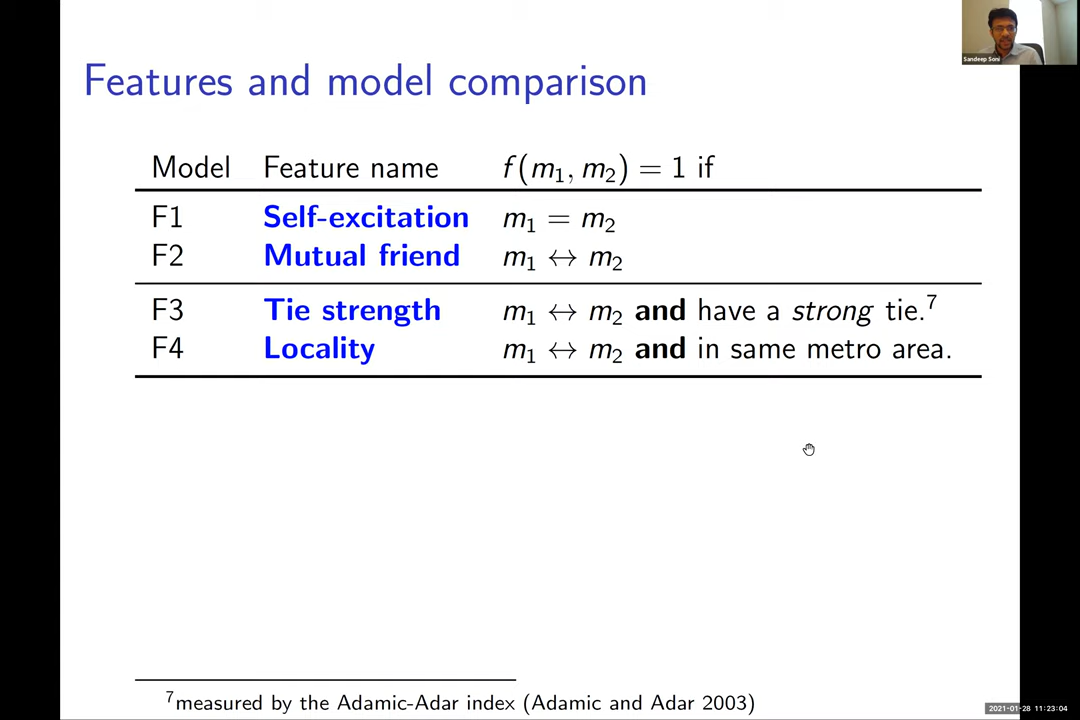 Sandeep Soni
Features and model comparison
Model Feature name f(m₁, m₂) = 1 if
F1 Self-excitation m₁ = m₂
F2 Mutual friend m₁ ↔ m₂
F3 Tie strength m₁ ↔ m₂ and have a strong tie.⁷
F4 Locality m₁ ↔ m₂ and in same metro area.
⁷measured by the Adamic-Adar index (Adamic and Adar 2003)
2021-01-28 11:23:04